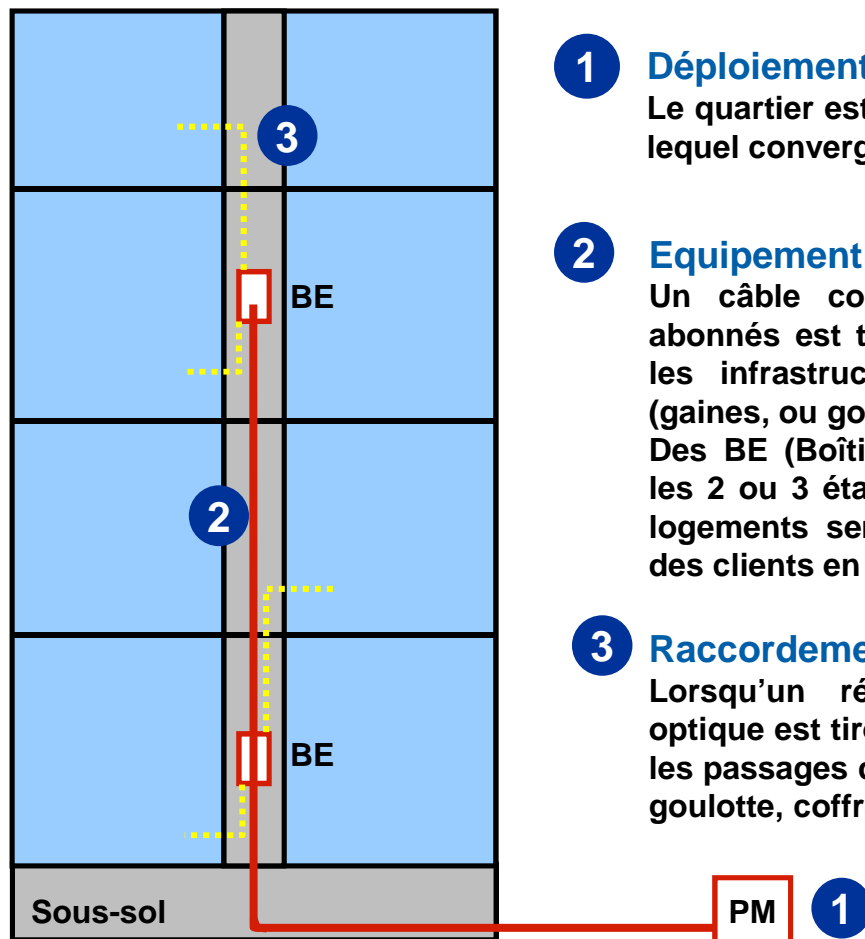 3
BE
2
BE
Sous-sol
PM
1
1
Déploiement
Le quartier est
lequel converg
2
Equipement
Un câble co
abonnés est t
les infrastruc
(gaines, ou go
Des BE (Boîti
les 2 ou 3 éta
logements ser
des clients en
3
Raccordeme
Lorsqu’un ré
optique est tiré
les passages d
goulotte, coffr